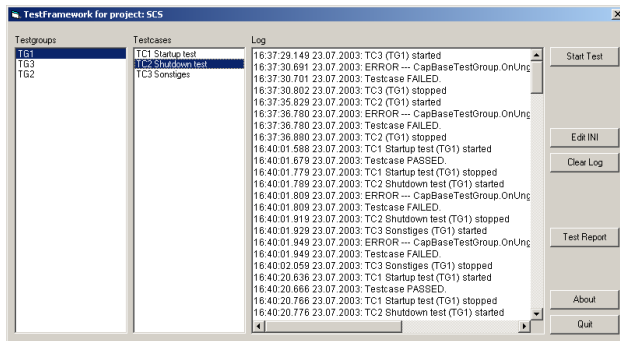 TestFramework for project: SCS
Testgroups
Testcases
Log
TG1
TG3
TG2
TC1 Startup test
TC2 Shutdown test
TC3 Sonstiges
16:37:29.149 23.07.2003: TC3 (TG1) started
16:37:30.691 23.07.2003: ERROR --- CapBaseTestGroup.OnUng
16:37:30.701 23.07.2003: Testcase FAILED.
16:37:30.802 23.07.2003: TC3 (TG1) stopped
16:37:35.829 23.07.2003: TC2 (TG1) started
16:37:36.780 23.07.2003: ERROR --- CapBaseTestGroup.OnUng
16:37:36.780 23.07.2003: Testcase FAILED.
16:37:36.880 23.07.2003: TC2 (TG1) stopped
16:40:01.588 23.07.2003: TC1 Startup test (TG1) started
16:40:01.679 23.07.2003: Testcase PASSED.
16:40:01.779 23.07.2003: TC1 Startup test (TG1) stopped
16:40:01.789 23.07.2003: TC2 Shutdown test (TG1) started
16:40:01.809 23.07.2003: ERROR --- CapBaseTestGroup.OnUng
16:40:01.809 23.07.2003: Testcase FAILED.
16:40:01.919 23.07.2003: TC2 Shutdown test (TG1) stopped
16:40:01.929 23.07.2003: TC3 Sonstiges (TG1) started
16:40:01.949 23.07.2003: ERROR --- CapBaseTestGroup.OnUng
16:40:01.949 23.07.2003: Testcase FAILED.
16:40:02.059 23.07.2003: TC3 Sonstiges (TG1) stopped
16:40:20.636 23.07.2003: TC1 Startup test (TG1) started
16:40:20.666 23.07.2003: Testcase PASSED.
16:40:20.766 23.07.2003: TC1 Startup test (TG1) stopped
16:40:20.776 23.07.2003: TC2 Shutdown test (TG1) started
Start Test
Edit INI
Clear Log
Test Report
About
Quit